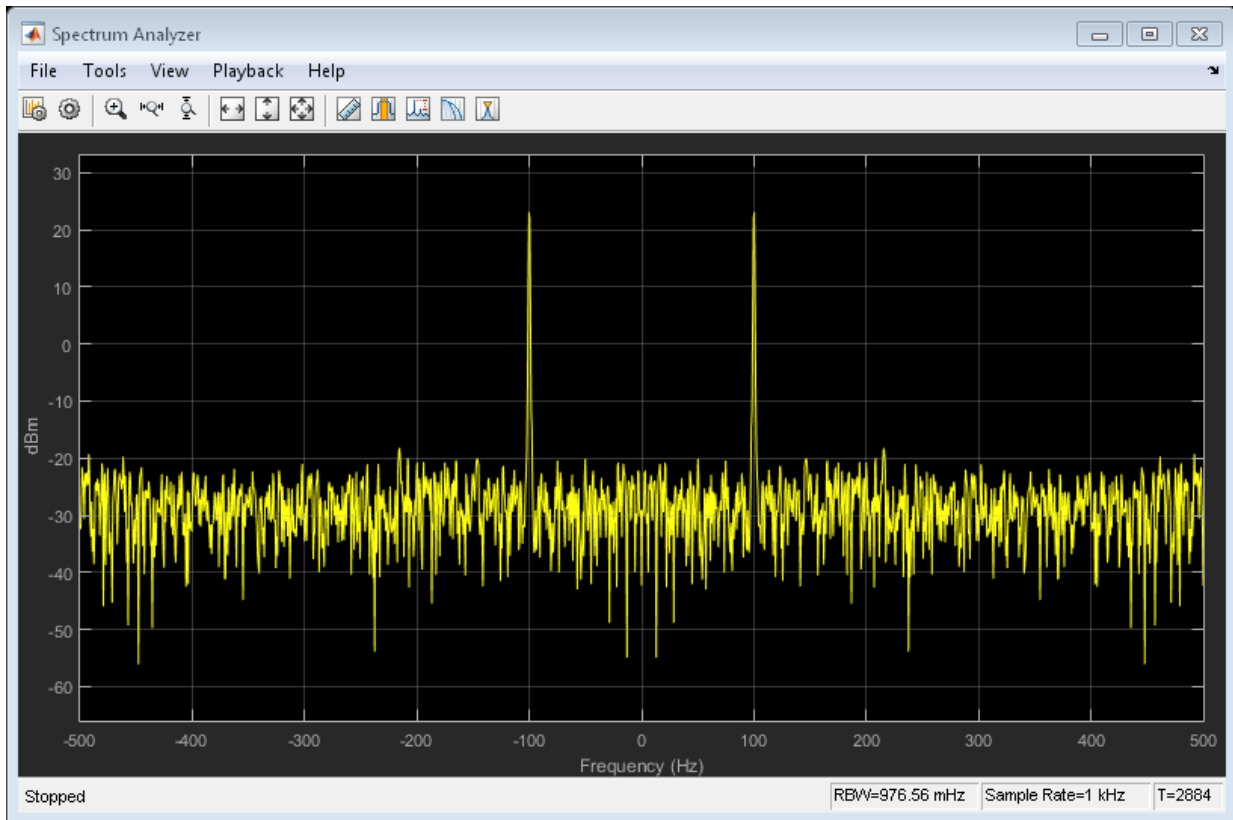 Spectrum Analyzer
File Tools View Playback Help
30
20
10
0
-10
-20
-30
-40
-50
-60
dBm
-500 -400 -300 -200 -100 0 100 200 300 400 500
Frequency (Hz)
Stopped RBW=976.56 mHz Sample Rate=1 kHz T=2884